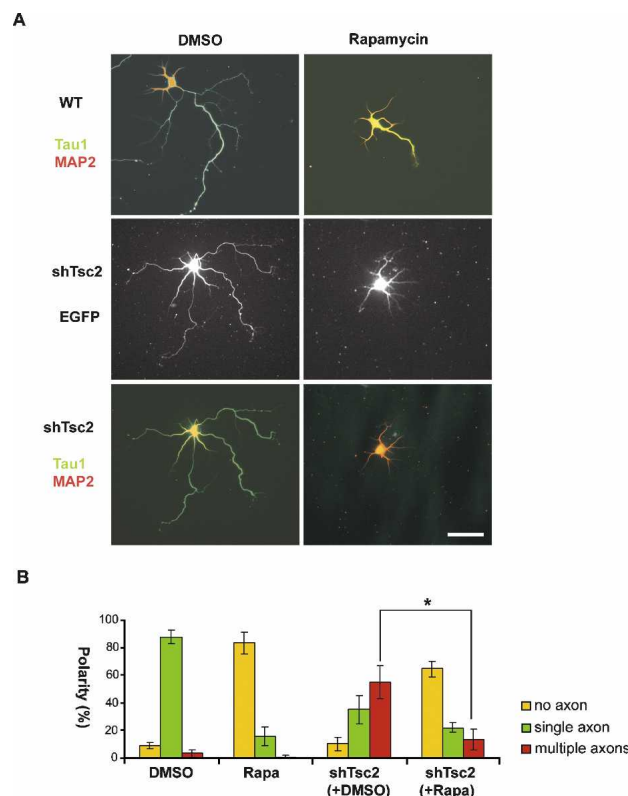 A
DMSO Rapamycin
WT
Tau1
MAP2
shTsc2
EGFP
shTsc2
Tau1
MAP2
B
*
100
80
60
40
20
0
Polarity (%)
no axon
single axon
multiple axons
DMSO Rapa shTsc2 shTsc2
(+DMSO) (+Rapa)